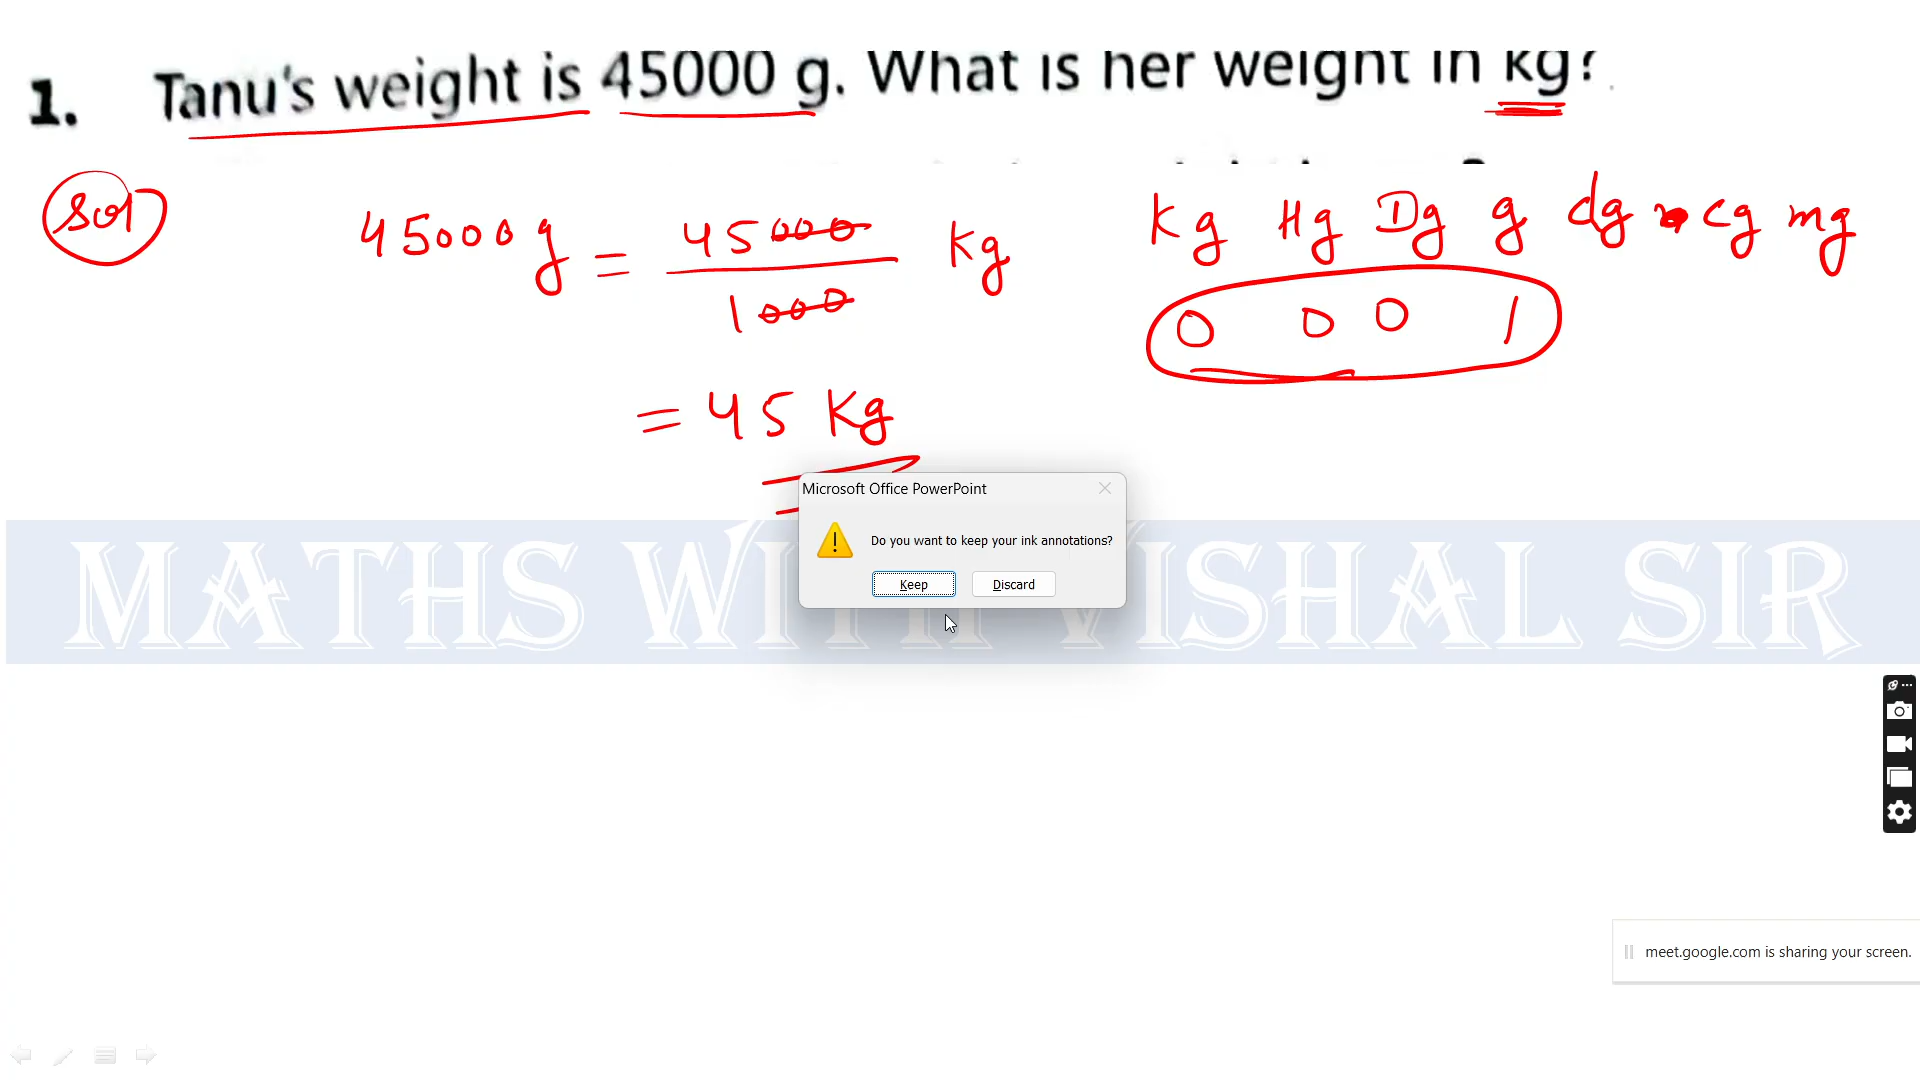 1. Tanu's weight is 45000 g. What is her weight in kg?
Sol
45000 g = 45000 / 1000 Kg
= 45 Kg
Kg Hg Dg g dg cg mg
0 0 0 1
Microsoft Office PowerPoint
Do you want to keep your ink annotations?
Keep Discard
MATHS WITH VISHAL SIR
meet.google.com is sharing your screen.